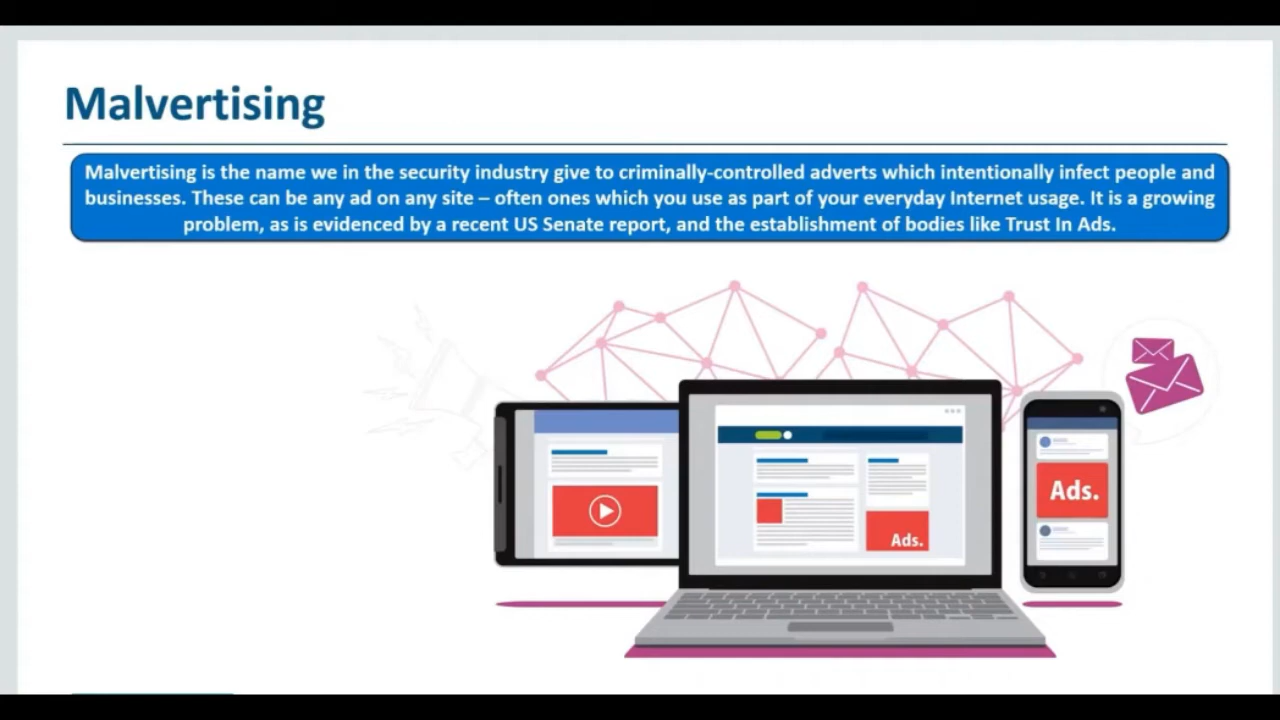 Malvertising
Malvertising is the name we in the security industry give to criminally-controlled adverts which intentionally infect people and
businesses. These can be any ad on any site – often ones which you use as part of your everyday Internet usage. It is a growing
problem, as is evidenced by a recent US Senate report, and the establishment of bodies like Trust In Ads.
Ads.
Ads.